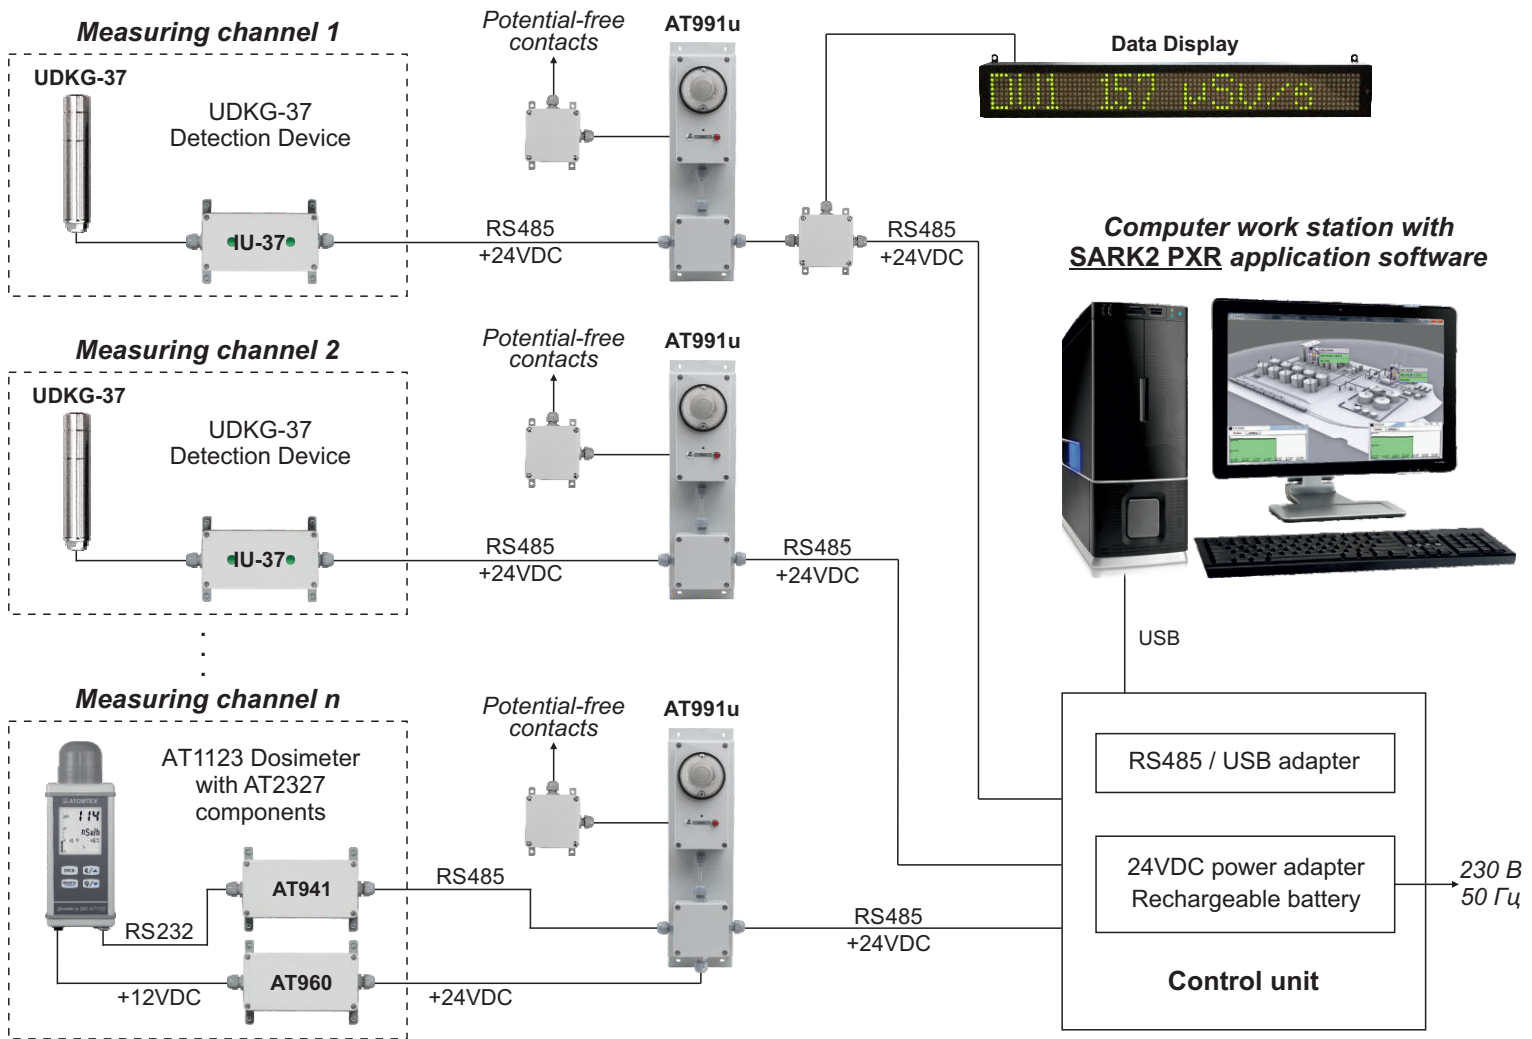 Measuring channel 1
UDKG-37
UDKG-37
Detection Device
IU-37
RS485
+24VDC
Potential-free
contacts
AT991u
RS485
+24VDC
Data Display
DU1 157 µSv/
Computer work station with
SARK2 PXR application software
Measuring channel 2
UDKG-37
UDKG-37
Detection Device
IU-37
RS485
+24VDC
Potential-free
contacts
AT991u
RS485
+24VDC
USB
Measuring channel n
AT1123 Dosimeter
with AT2327
components
ATOMTEX
114
nSv/h
AT941
RS232
AT960
+12VDC
RS485
+24VDC
Potential-free
contacts
AT991u
RS485
+24VDC
RS485 / USB adapter
24VDC power adapter
Rechargeable battery
Control unit
230 В
50 Гц